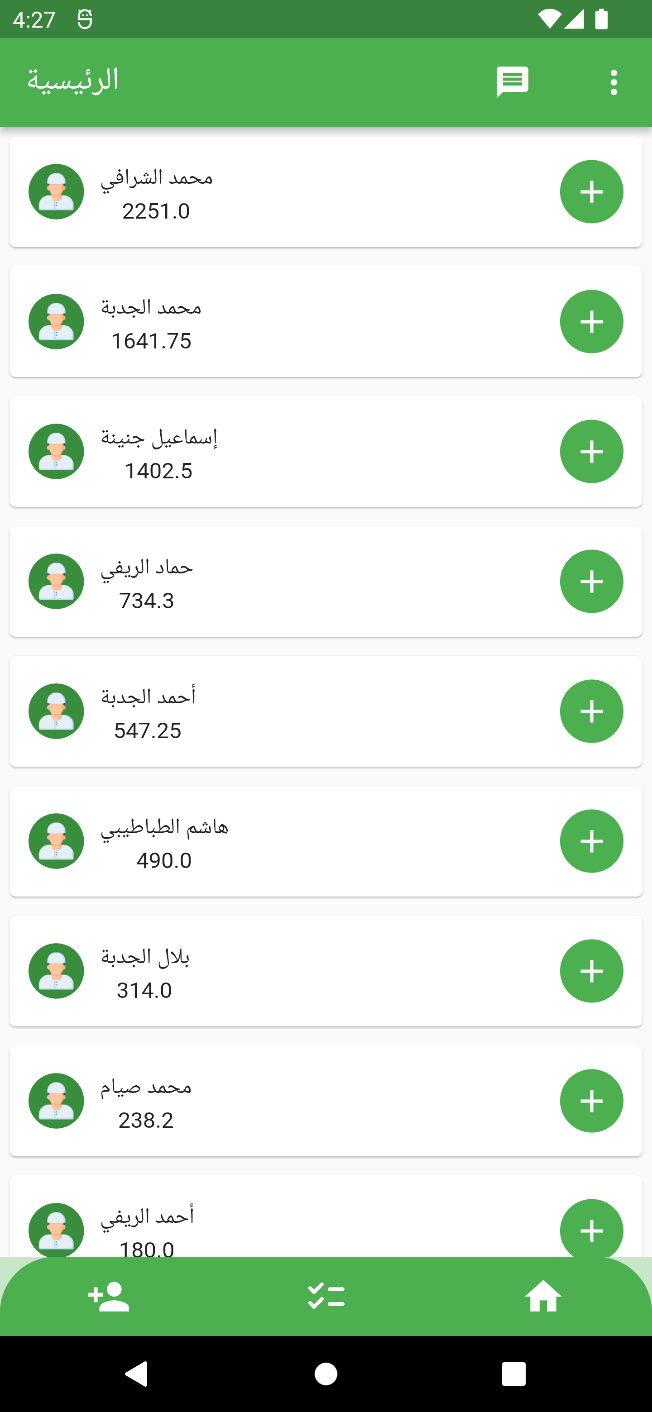 4:27
الرئيسية
محمد الشرافي
2251.0
محمد الجدبة
1641.75
إسماعيل جنينة
1402.5
حماد الريفي
734.3
أحمد الجدبة
547.25
هاشم الطباطيبي
490.0
بلال الجدبة
314.0
محمد صيام
238.2
أحمد الريفي
180.0